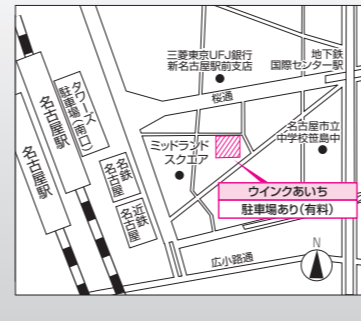 三菱東京UFJ銀行
新名古屋駅前支店
地下鉄
国際センター駅
桜通
タワーズ
駐車場(南口)
名古屋駅
名古屋駅
名鉄
名古屋
近鉄
名古屋
ミッドランド
スクエア
名古屋市立
中学校笹島中
ウインクあいち
駐車場あり(有料)
広小路通
N